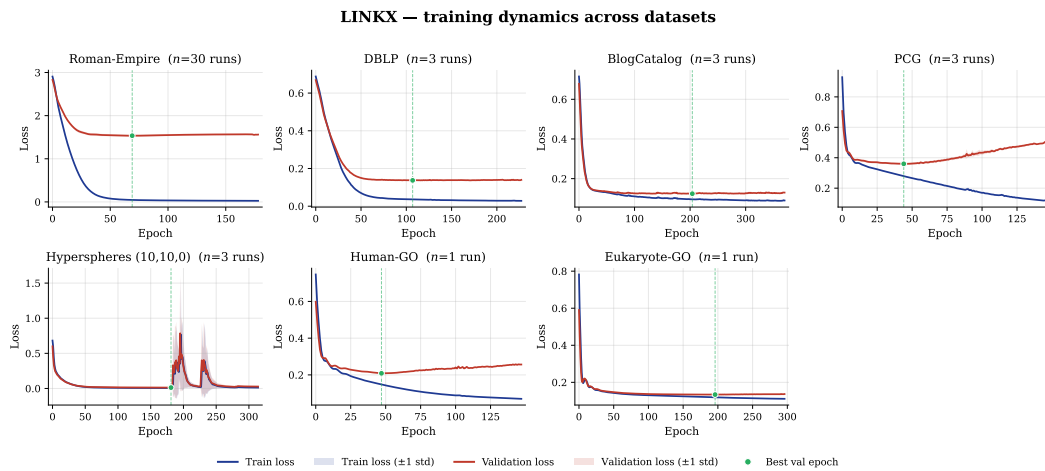 LINKX — training dynamics across datasets
Roman-Empire (n=30 runs)
DBLP (n=3 runs)
BlogCatalog (n=3 runs)
PCG (n=3 runs)
Loss
3
2
1
0
0 50 100 150
Epoch
Loss
0.6
0.4
0.2
0.0
0 50 100 150 200
Epoch
Loss
0.6
0.4
0.2
0 100 200 300
Epoch
Loss
0.8
0.6
0.4
0.2
0 25 50 75 100 125
Epoch
Hyperspheres (10,10,0) (n=3 runs)
Human-GO (n=1 run)
Eukaryote-GO (n=1 run)
Loss
1.5
1.0
0.5
0.0
0 50 100 150 200 250 300
Epoch
Loss
0.6
0.4
0.2
0 50 100
Epoch
Loss
0.8
0.6
0.4
0.2
0 100 200 300
Epoch
Train loss
Train loss (±1 std)
Validation loss
Validation loss (±1 std)
Best val epoch